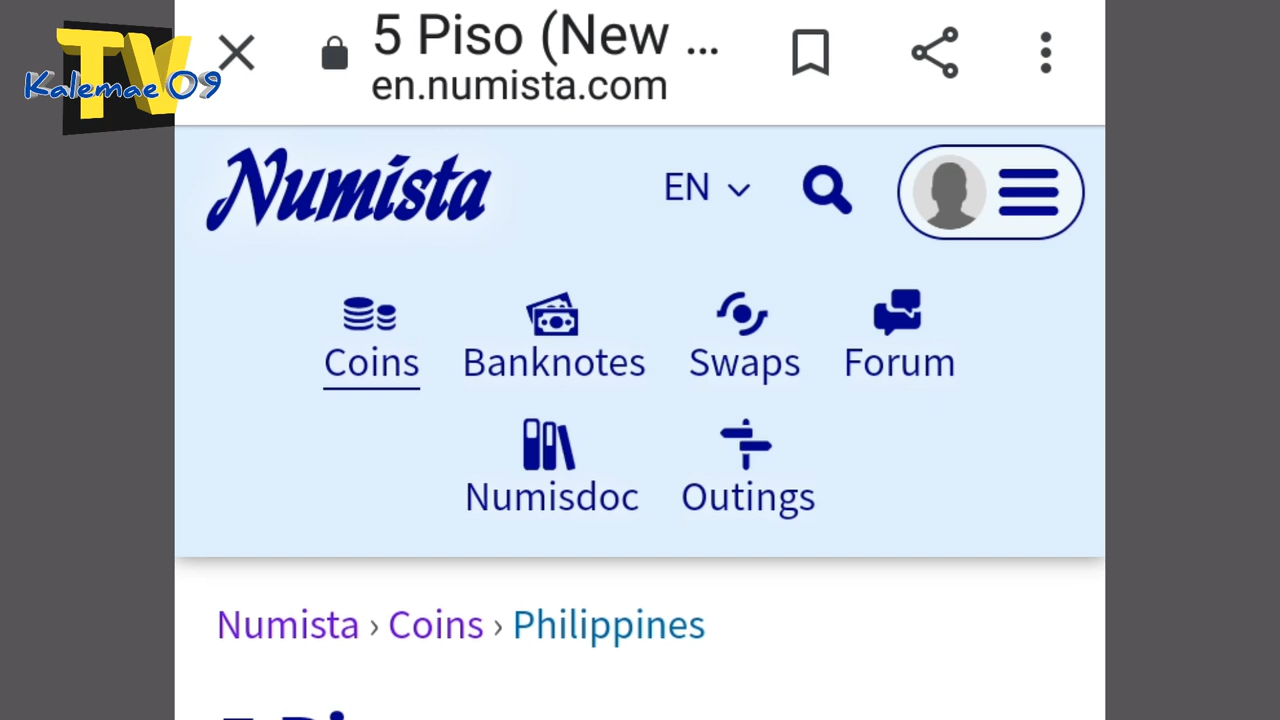 5 Piso (New ...
en.numista.com
TV
Kalemae 09
Numista
EN
Coins Banknotes Swaps Forum
Numisdoc Outings
Numista › Coins › Philippines